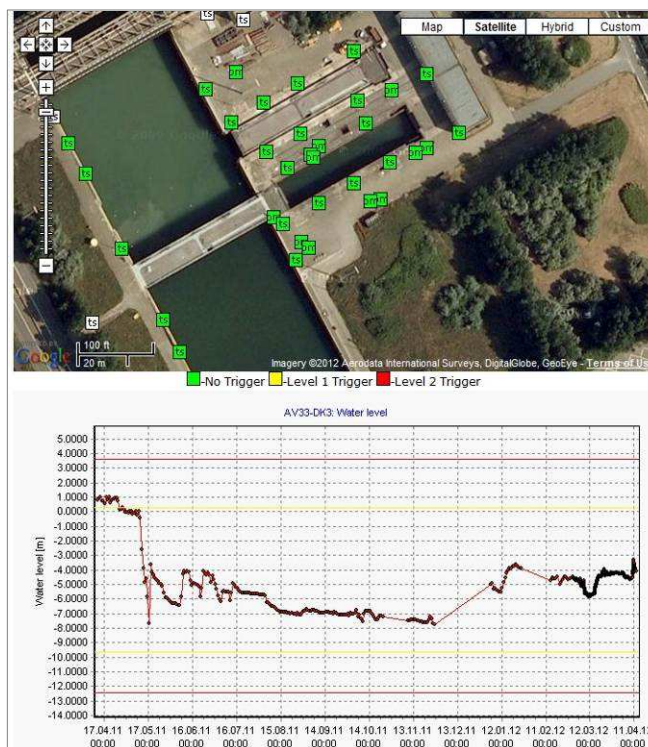 ts
ts
Map Satellite Hybrid Custom
ts
pm
ts
ts
ts
ts
pm
ts
ts
ts
ts
ts
ts
ts
ts
pm
ts
pm
pm
ts
ts
ts
ts
ts
pm
ts
ts
ts
ts
ts
ts
100 ft
20 m
Google
Imagery ©2012 Aerodata International Surveys, DigitalGlobe, GeoEye - Terms of Us
-No Trigger -Level 1 Trigger -Level 2 Trigger
AV33-DK3: Water level
Water level [m]
5.0000
4.0000
3.0000
2.0000
1.0000
0.0000
-1.0000
-2.0000
-3.0000
-4.0000
-5.0000
-6.0000
-7.0000
-8.0000
-9.0000
-10.0000
-11.0000
-12.0000
-13.0000
-14.0000
17.04.11 17.05.11 16.06.11 16.07.11 15.08.11 14.09.11 14.10.11 13.11.11 13.12.11 12.01.12 11.02.12 12.03.12 11.04.12
00:00 00:00 00:00 00:00 00:00 00:00 00:00 00:00 00:00 00:00 00:00 00:00 00:00